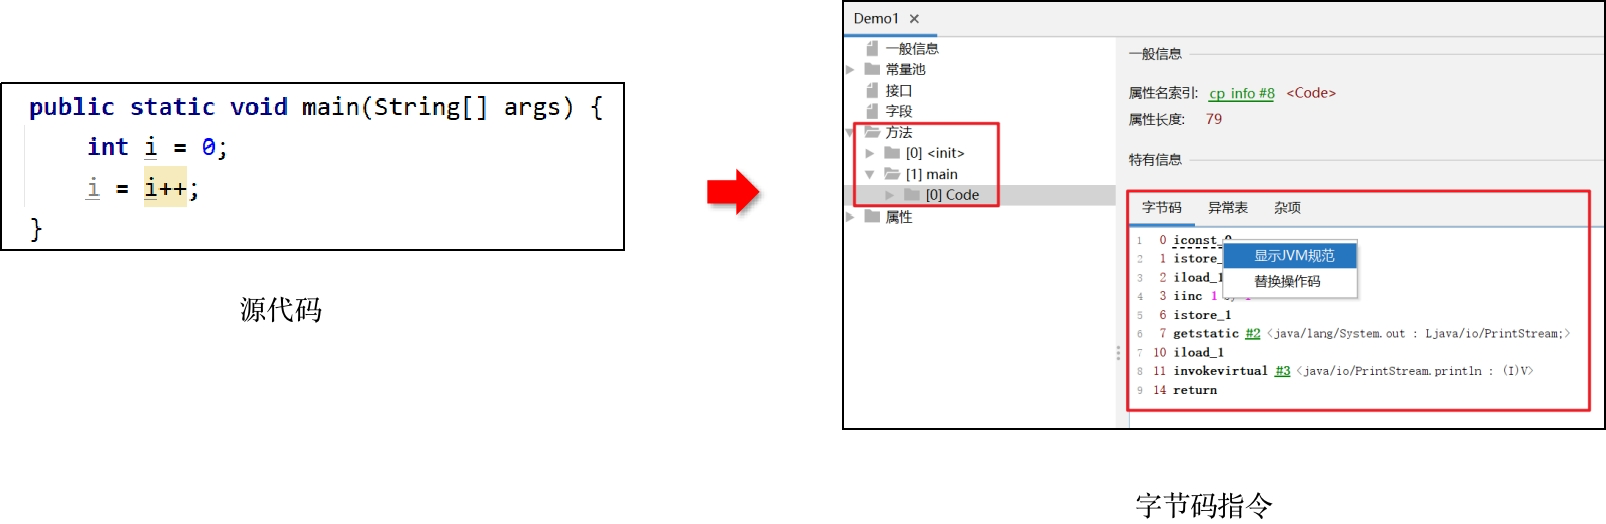 public static void main(String[] args) {
int i = 0;
i = i++;
}
源代码
Demo1 ×
一般信息
常量池
接口
字段
方法
[0] <init>
[1] main
[0] Code
属性
一般信息
属性名索引: cp info #8 <Code>
属性长度: 79
特有信息
字节码 异常表 杂项
1 0 iconst_0
2 1 istore_
3 2 iload_1
4 3 iinc 1
5 6 istore_1
6 7 getstatic #2 <java/lang/System.out : Ljava/io/PrintStream;>
7 10 iload_1
8 11 invokevirtual #3 <java/io/PrintStream.println : (I)V>
9 14 return
显示JVM规范
替换操作码
字节码指令